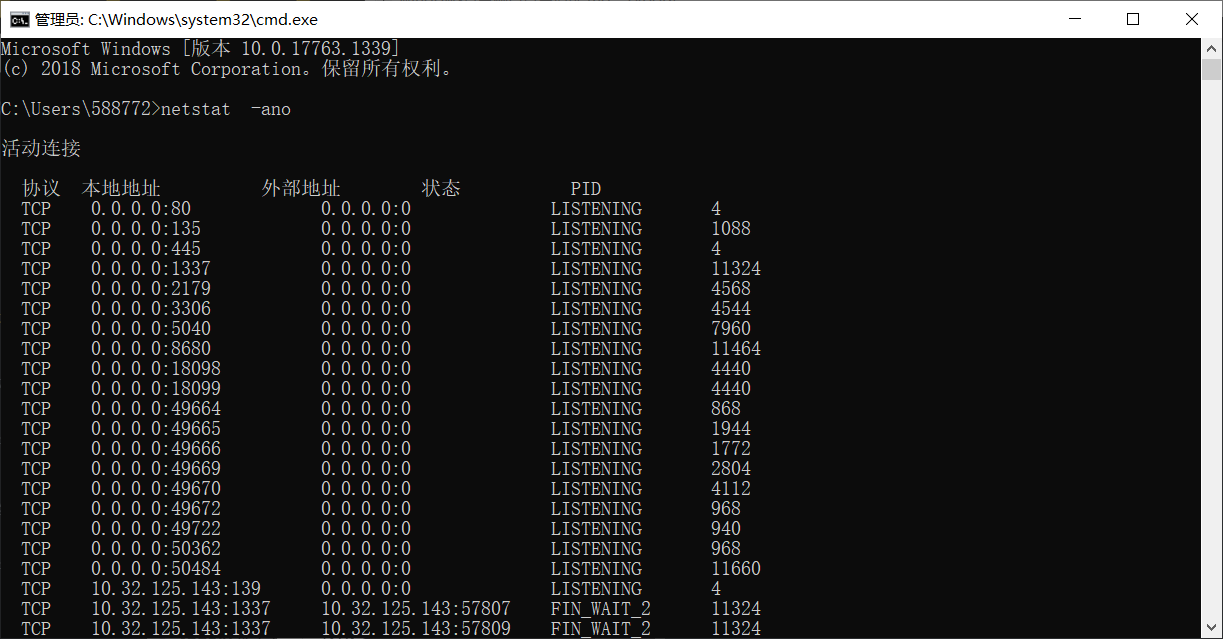 管理员: C:\Windows\system32\cmd.exe
Microsoft Windows [版本 10.0.17763.1339]
(c) 2018 Microsoft Corporation。保留所有权利。
C:\Users\588772>netstat  -ano
活动连接
协议  本地地址          外部地址        状态           PID
TCP    0.0.0.0:80             0.0.0.0:0              LISTENING       4
TCP    0.0.0.0:135            0.0.0.0:0              LISTENING       1088
TCP    0.0.0.0:445            0.0.0.0:0              LISTENING       4
TCP    0.0.0.0:1337           0.0.0.0:0              LISTENING       11324
TCP    0.0.0.0:2179           0.0.0.0:0              LISTENING       4568
TCP    0.0.0.0:3306           0.0.0.0:0              LISTENING       4544
TCP    0.0.0.0:5040           0.0.0.0:0              LISTENING       7960
TCP    0.0.0.0:8680           0.0.0.0:0              LISTENING       11464
TCP    0.0.0.0:18098          0.0.0.0:0              LISTENING       4440
TCP    0.0.0.0:18099          0.0.0.0:0              LISTENING       4440
TCP    0.0.0.0:49664          0.0.0.0:0              LISTENING       868
TCP    0.0.0.0:49665          0.0.0.0:0              LISTENING       1944
TCP    0.0.0.0:49666          0.0.0.0:0              LISTENING       1772
TCP    0.0.0.0:49669          0.0.0.0:0              LISTENING       2804
TCP    0.0.0.0:49670          0.0.0.0:0              LISTENING       4112
TCP    0.0.0.0:49672          0.0.0.0:0              LISTENING       968
TCP    0.0.0.0:49722          0.0.0.0:0              LISTENING       940
TCP    0.0.0.0:50362          0.0.0.0:0              LISTENING       968
TCP    0.0.0.0:50484          0.0.0.0:0              LISTENING       11660
TCP    10.32.125.143:139      0.0.0.0:0              LISTENING       4
TCP    10.32.125.143:1337     10.32.125.143:57807    FIN_WAIT_2      11324
TCP    10.32.125.143:1337     10.32.125.143:57809    FIN_WAIT_2      11324